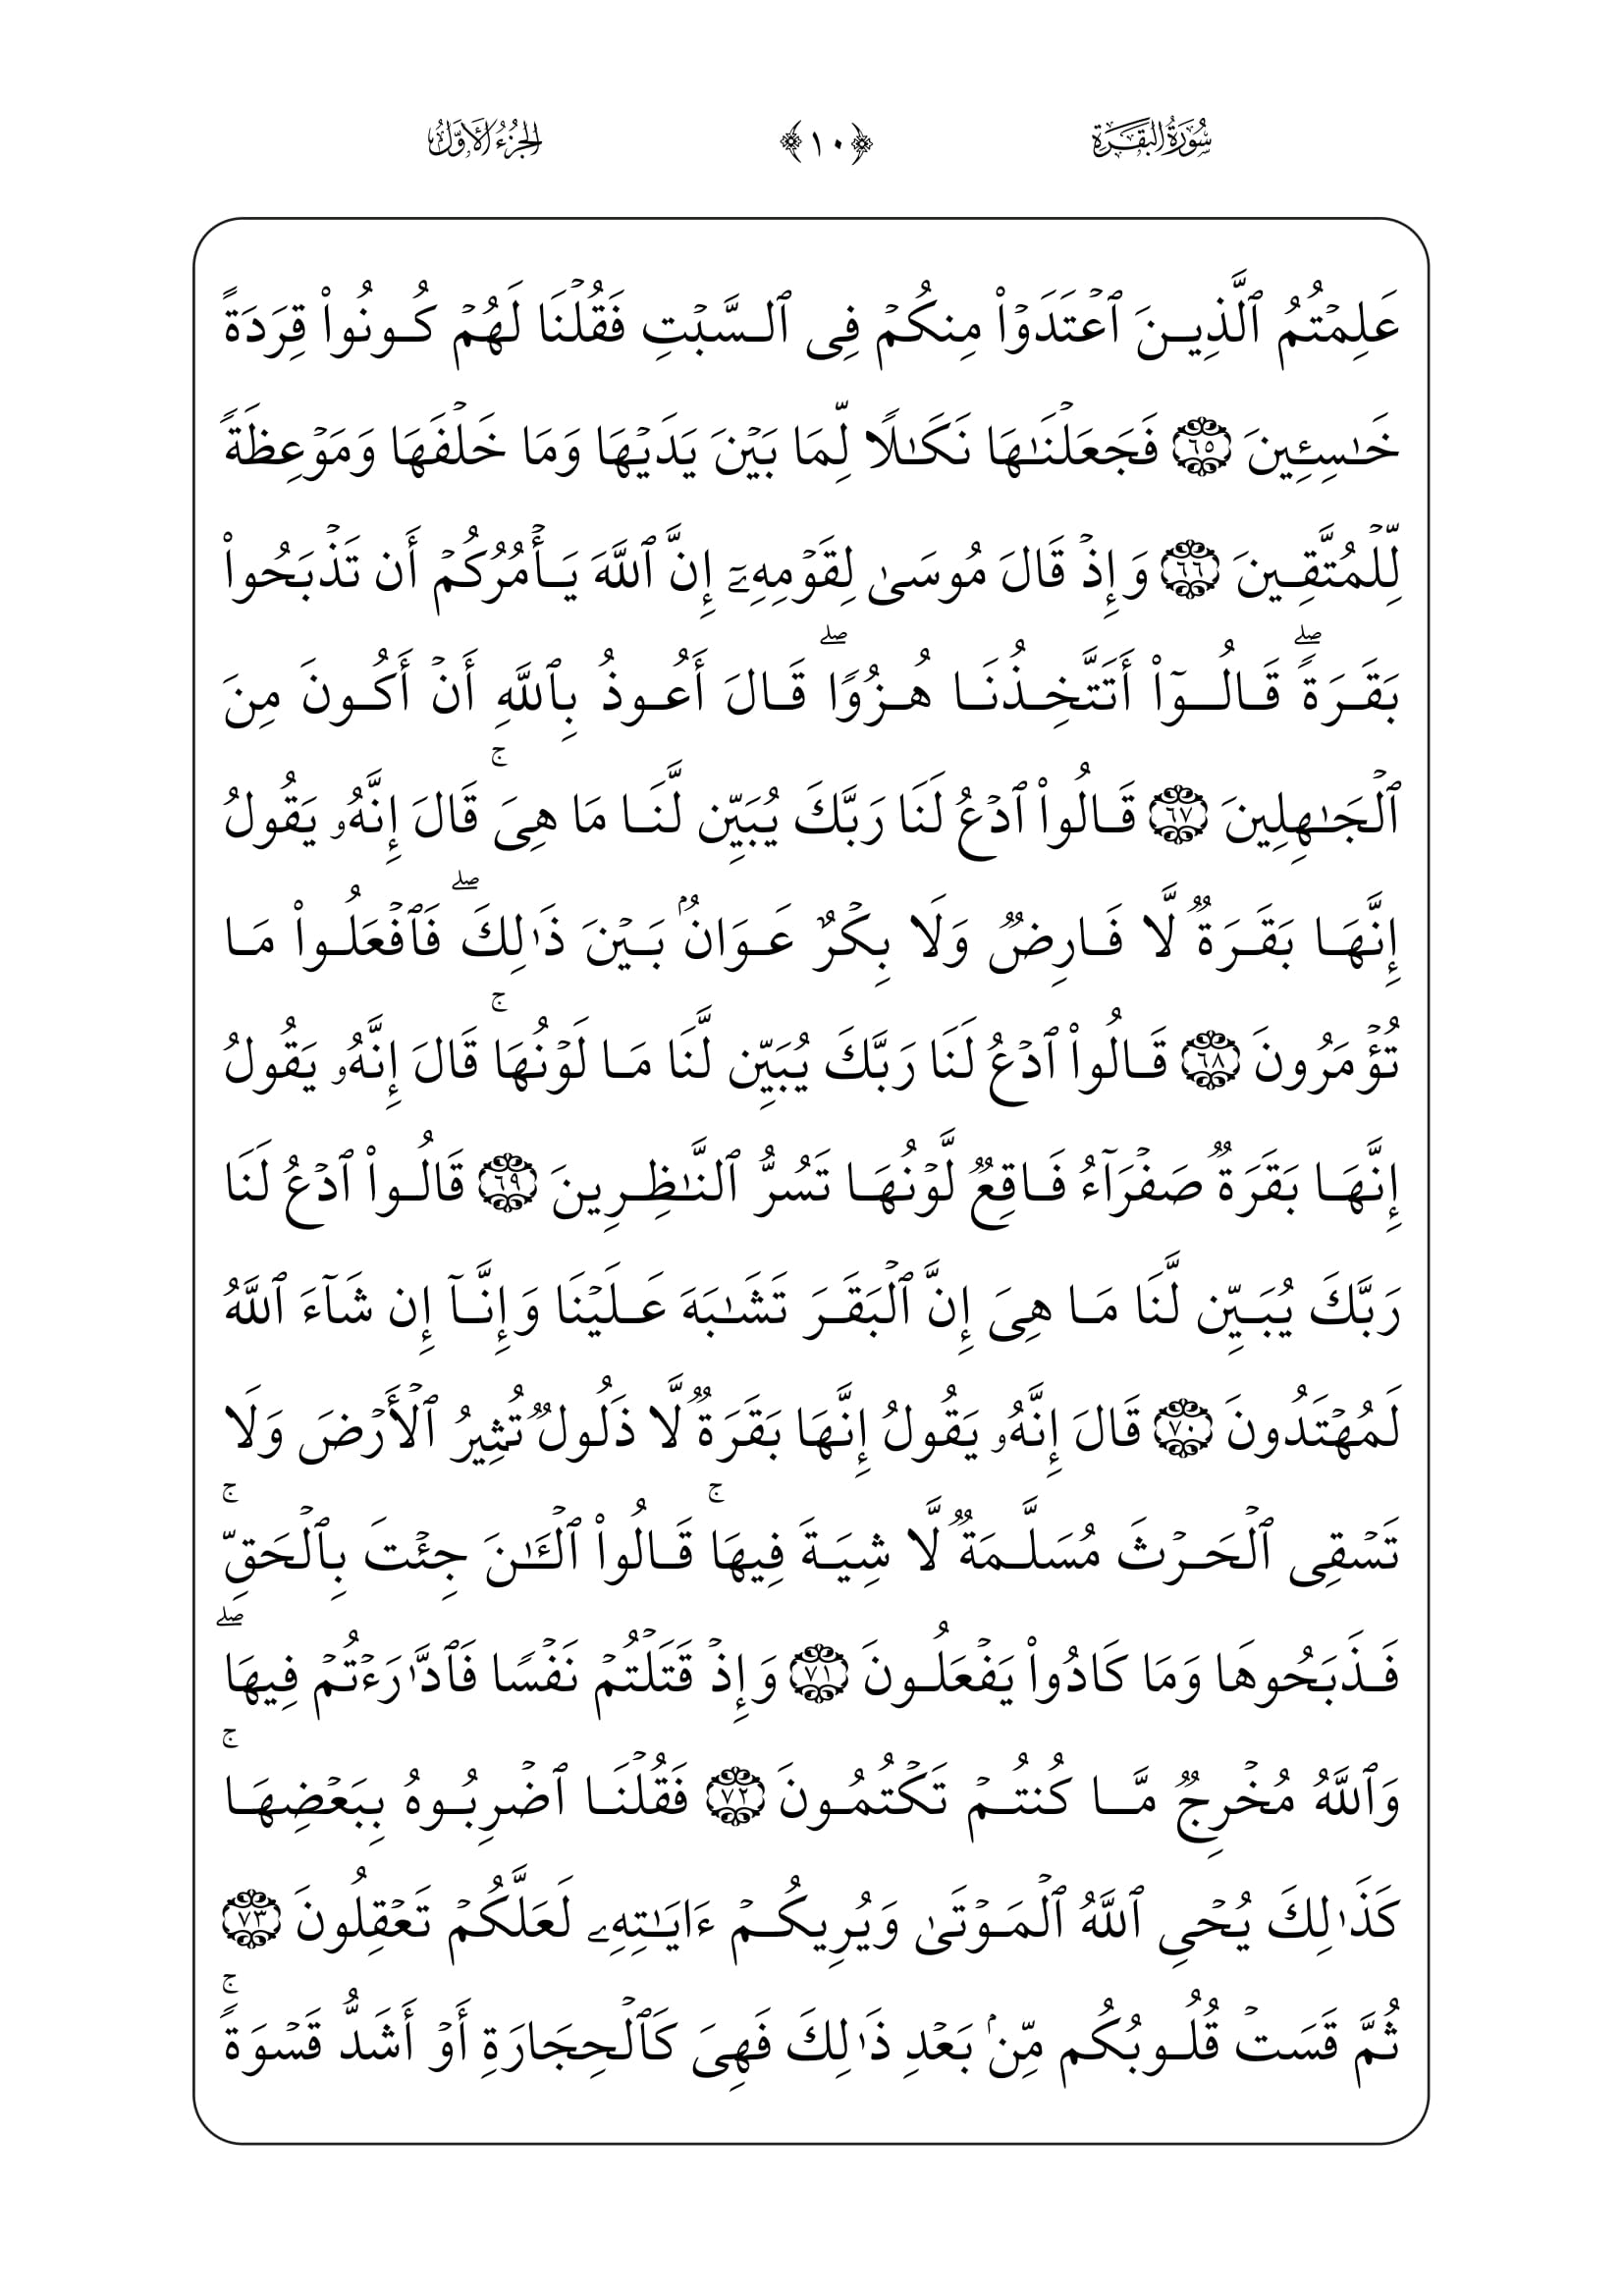 سُورَةُ البَقَرَةِ ﴿١٠﴾ الجُزْءُ الأَوَّلُ
عَلِمۡتُمُ ٱلَّذِينَ ٱعۡتَدَوۡاْ مِنكُمۡ فِى ٱلسَّبۡتِ فَقُلۡنَا لَهُمۡ كُونُواْ قِرَدَةً
خَٰسِـِٔينَ ٦٥ فَجَعَلۡنَٰهَا نَكَٰلًا لِّمَا بَيۡنَ يَدَيۡهَا وَمَا خَلۡفَهَا وَمَوۡعِظَةً
لِّلۡمُتَّقِينَ ٦٦ وَإِذۡ قَالَ مُوسَىٰ لِقَوۡمِهِۦٓ إِنَّ ٱللَّهَ يَأۡمُرُكُمۡ أَن تَذۡبَحُواْ
بَقَرَةًۖ قَالُوٓاْ أَتَتَّخِذُنَا هُزُوًاۖ قَالَ أَعُوذُ بِٱللَّهِ أَنۡ أَكُونَ مِنَ
ٱلۡجَٰهِلِينَ ٦٧ قَالُواْ ٱدۡعُ لَنَا رَبَّكَ يُبَيِّن لَّنَا مَا هِىَۚ قَالَ إِنَّهُۥ يَقُولُ
إِنَّهَا بَقَرَةٌ لَّا فَارِضٌ وَلَا بِكۡرٌ عَوَانٌۢ بَيۡنَ ذَٰلِكَۖ فَٱفۡعَلُواْ مَا
تُؤۡمَرُونَ ٦٨ قَالُواْ ٱدۡعُ لَنَا رَبَّكَ يُبَيِّن لَّنَا مَا لَوۡنُهَاۚ قَالَ إِنَّهُۥ يَقُولُ
إِنَّهَا بَقَرَةٌ صَفۡرَآءُ فَاقِعٌ لَّوۡنُهَا تَسُرُّ ٱلنَّٰظِرِينَ ٦٩ قَالُواْ ٱدۡعُ لَنَا
رَبَّكَ يُبَيِّن لَّنَا مَا هِىَ إِنَّ ٱلۡبَقَرَ تَشَٰبَهَ عَلَيۡنَا وَإِنَّآ إِن شَآءَ ٱللَّهُ
لَمُهۡتَدُونَ ٧٠ قَالَ إِنَّهُۥ يَقُولُ إِنَّهَا بَقَرَةٌ لَّا ذَلُولٌ تُثِيرُ ٱلۡأَرۡضَ وَلَا
تَسۡقِى ٱلۡحَرۡثَ مُسَلَّمَةٌ لَّا شِيَةَ فِيهَاۚ قَالُواْ ٱلۡـَٰٔنَ جِئۡتَ بِٱلۡحَقِّۚ
فَذَبَحُوهَا وَمَا كَادُواْ يَفۡعَلُونَ ٧١ وَإِذۡ قَتَلۡتُمۡ نَفۡسًا فَٱدَّٰرَٰٔتُمۡ فِيهَاۖ
وَٱللَّهُ مُخۡرِجٌ مَّا كُنتُمۡ تَكۡتُمُونَ ٧٢ فَقُلۡنَا ٱضۡرِبُوهُ بِبَعۡضِهَاۚ
كَذَٰلِكَ يُحۡىِ ٱللَّهُ ٱلۡمَوۡتَىٰ وَيُرِيكُمۡ ءَايَٰتِهِۦ لَعَلَّكُمۡ تَعۡقِلُونَ ٧٣
ثُمَّ قَسَتۡ قُلُوبُكُم مِّنۢ بَعۡدِ ذَٰلِكَ فَهِىَ كَٱلۡحِجَارَةِ أَوۡ أَشَدُّ قَسۡوَةًۚ